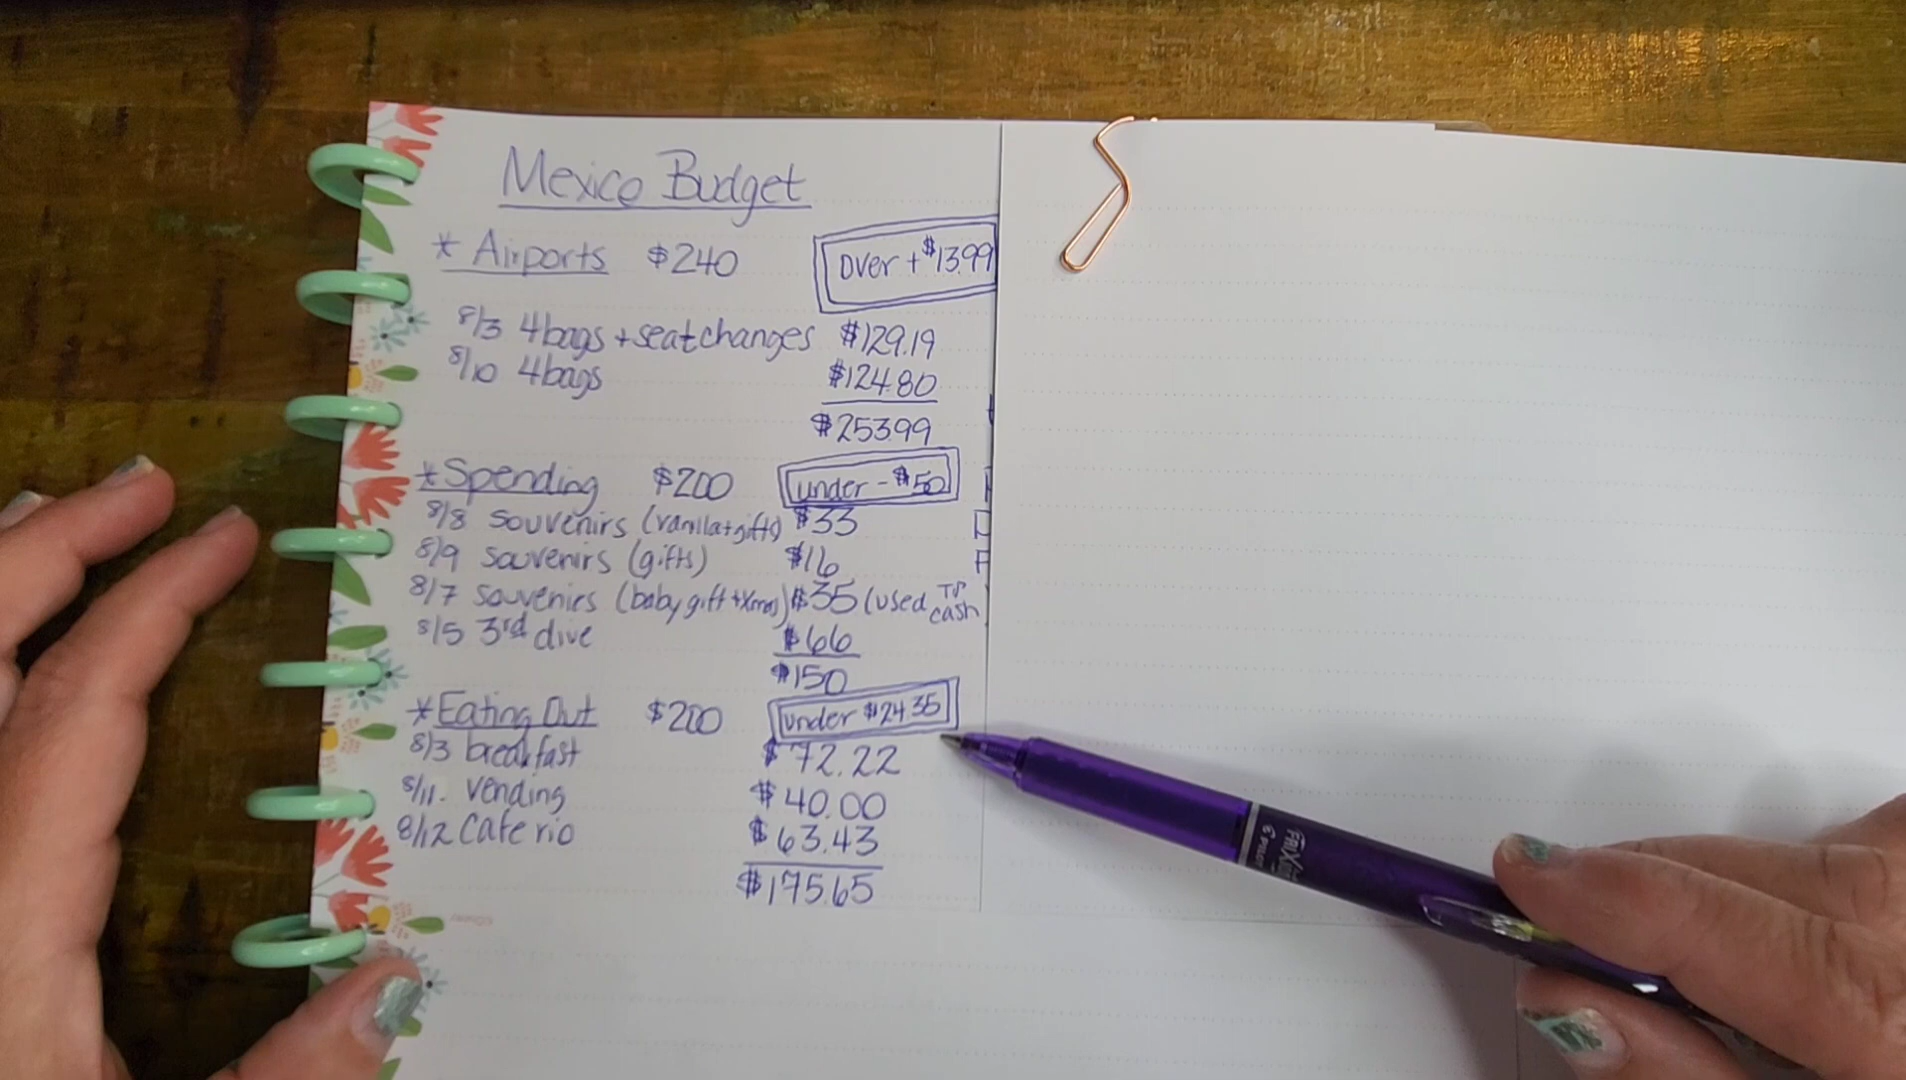 Mexico Budget
* Airports $240 over + $13.99
8/3 4 bags + seat changes $129.19
8/10 4 bags $124.80
$253.99
* Spending $200 under - $50
8/8 souvenirs (vanilla + gifts) $33
8/9 souvenirs (gifts) $16
8/7 souvenirs (baby gift + Xmas) $35 (used TP cash
8/5 3rd dive $66
$150
* Eating Out $200 under $24.35
8/3 breakfast $72.22
8/11. vending $40.00
8/12 Cafe rio $63.43
$175.65
FRIXION
PILOT